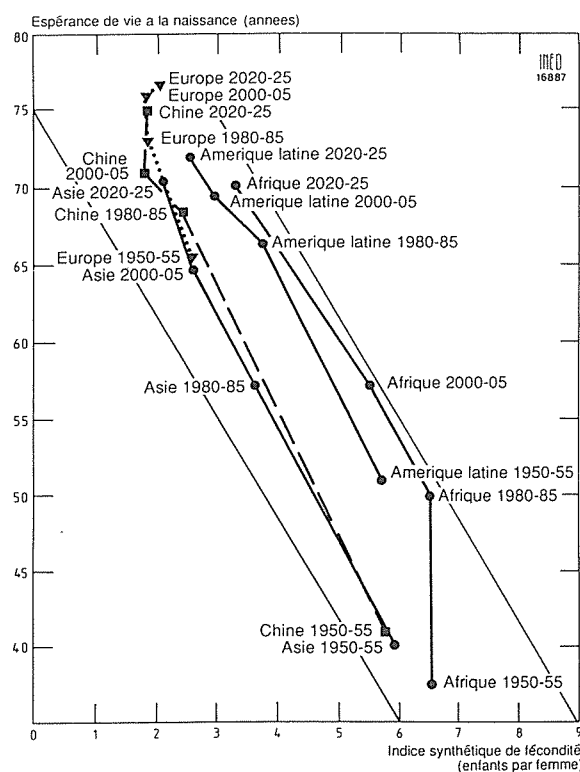 Espérance de vie a la naissance (annees)
80
INED
16887
Europe 2020-25
Europe 2000-05
75
Chine 2020-25
Europe 1980-85
Chine
2000-05
Amerique latine 2020-25
Asie 2020-25
Afrique 2020-25
70
Amerique latine 2000-05
Chine 1980-85
Amerique latine 1980-85
Europe 1950-55
65
Asie 2000-05
60
Asie 1980-85
Afrique 2000-05
55
Amerique latine 1950-55
50
Afrique 1980-85
45
Chine 1950-55
40
Asie 1950-55
Afrique 1950-55
0 1 2 3 4 5 6 7 8 9
Indice synthétique de fécondité
(enfants par femme)